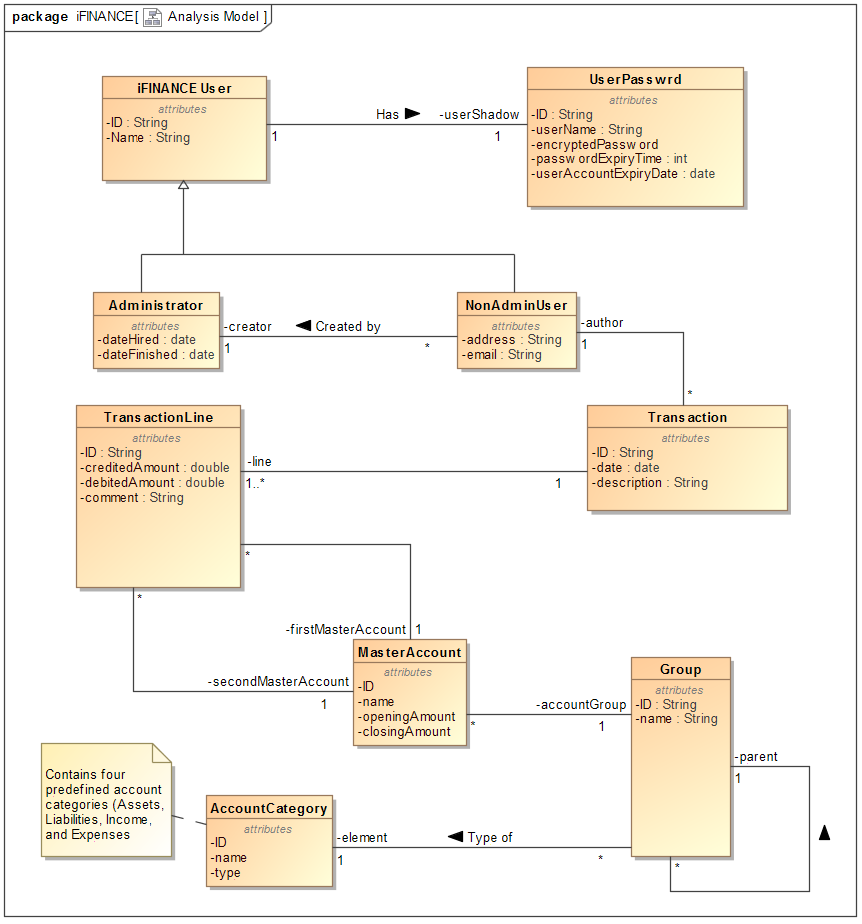 package iFINANCE[ Analysis Model ]
iFINANCE User
attributes
-ID : String
-Name : String
1
Has
-userShadow
1
UserPasswrd
attributes
-ID : String
-userName : String
-encryptedPassword
-passwordExpiryTime : int
-userAccountExpiryDate : date
Administrator
attributes
-dateHired : date
-dateFinished : date
-creator
1
Created by
*
NonAdminUser
attributes
-address : String
-email : String
-author
1
*
TransactionLine
attributes
-ID : String
-creditedAmount : double
-debitedAmount : double
-comment : String
-line
1..*
1
Transaction
attributes
-ID : String
-date : date
-description : String
*
*
-firstMasterAccount
1
-secondMasterAccount
1
MasterAccount
attributes
-ID
-name
-openingAmount
-closingAmount
*
-accountGroup
1
Group
attributes
-ID : String
-name : String
-parent
1
*
Contains four
predefined account
categories (Assets,
Liabilities, Income,
and Expenses
AccountCategory
attributes
-ID
-name
-type
-element
1
Type of
*